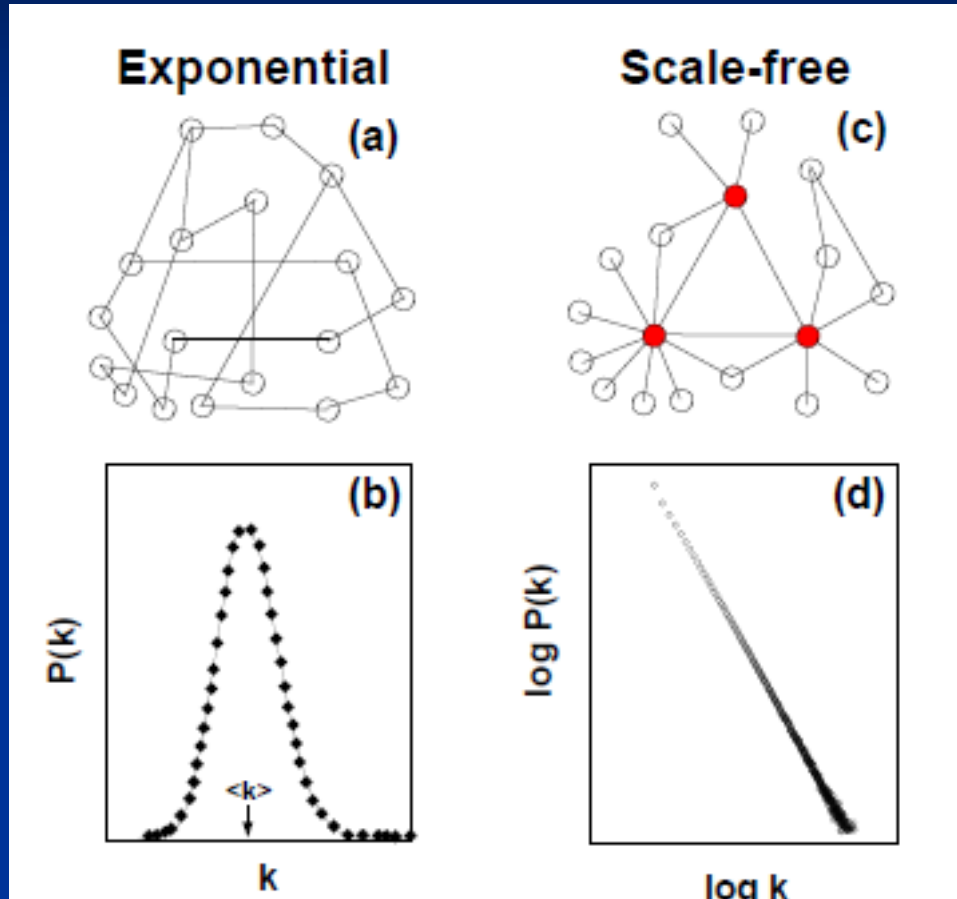 Exponential
Scale-free
(a)
(c)
(b)
(d)
P(k)
<k>
k
log P(k)
log k